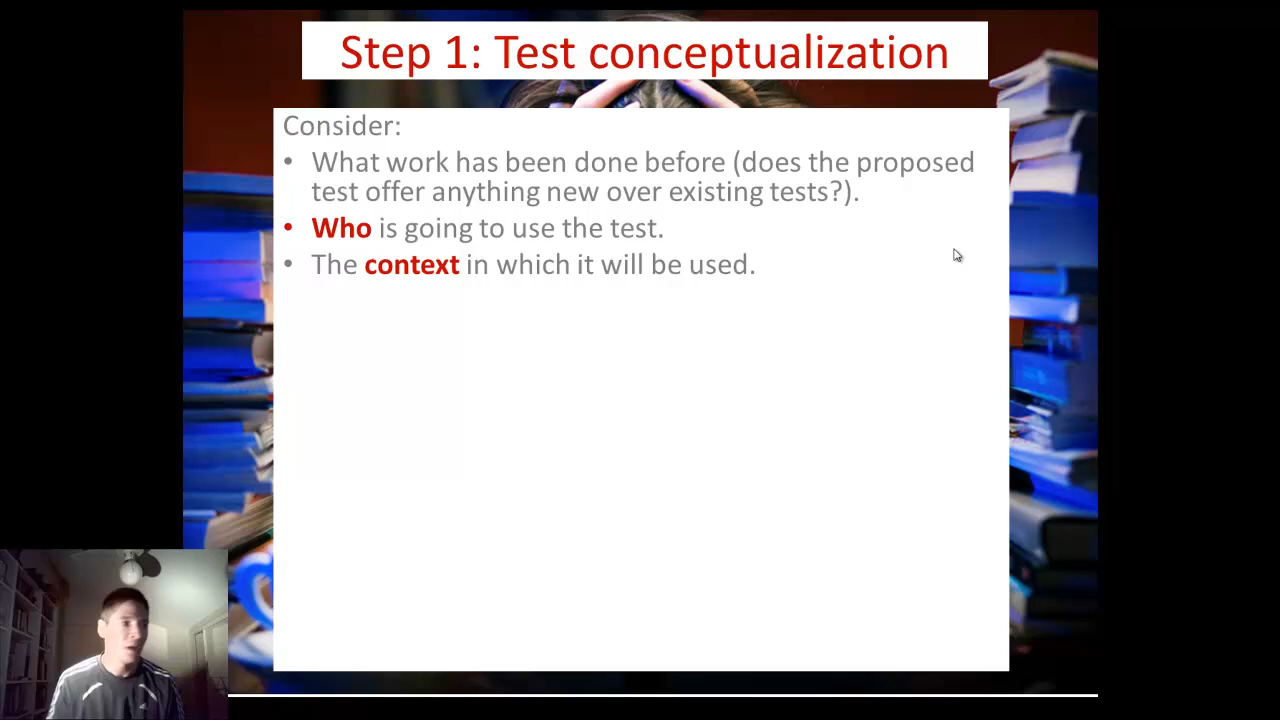 Step 1: Test conceptualization
Consider:
• What work has been done before (does the proposed
test offer anything new over existing tests?).
• Who is going to use the test.
• The context in which it will be used.